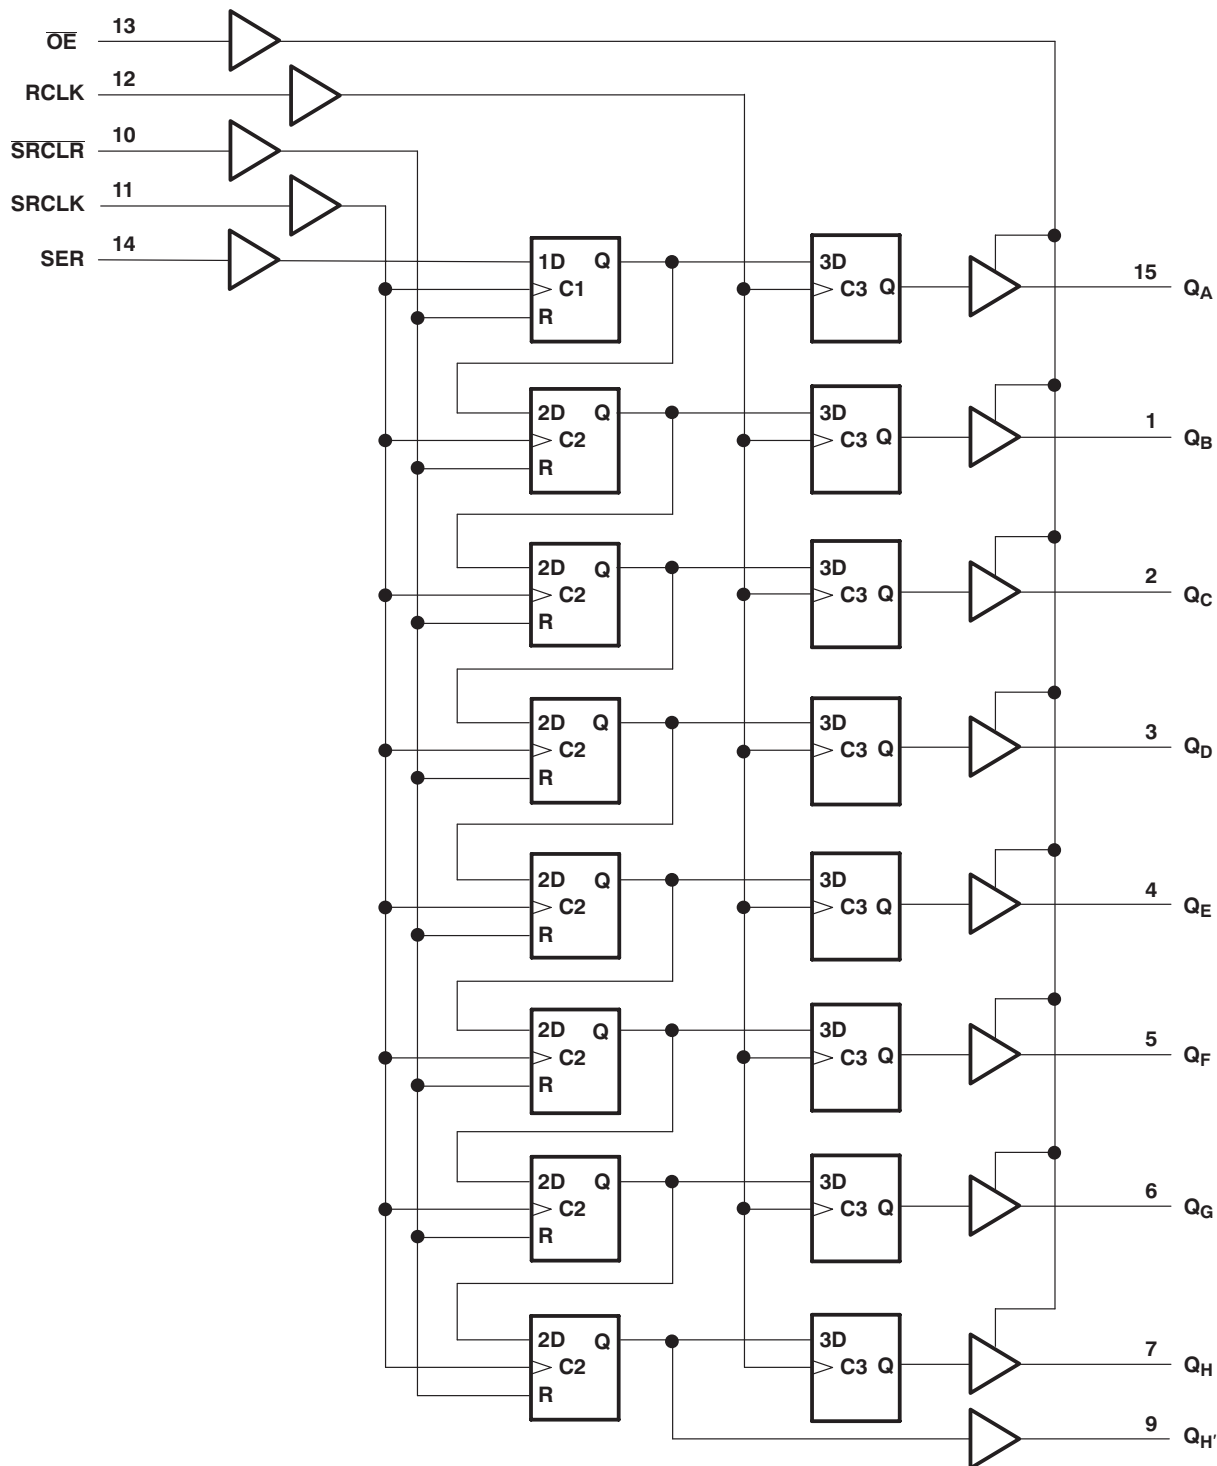 O̅E̅ 13
RCLK 12
S̅R̅C̅L̅R̅ 10
SRCLK 11
SER 14
1D Q
C1
R
3D
C3 Q
15
QA
2D Q
C2
R
3D
C3 Q
1
QB
2D Q
C2
R
3D
C3 Q
2
QC
2D Q
C2
R
3D
C3 Q
3
QD
2D Q
C2
R
3D
C3 Q
4
QE
2D Q
C2
R
3D
C3 Q
5
QF
2D Q
C2
R
3D
C3 Q
6
QG
2D Q
C2
R
3D
C3 Q
7
QH
9
QH′